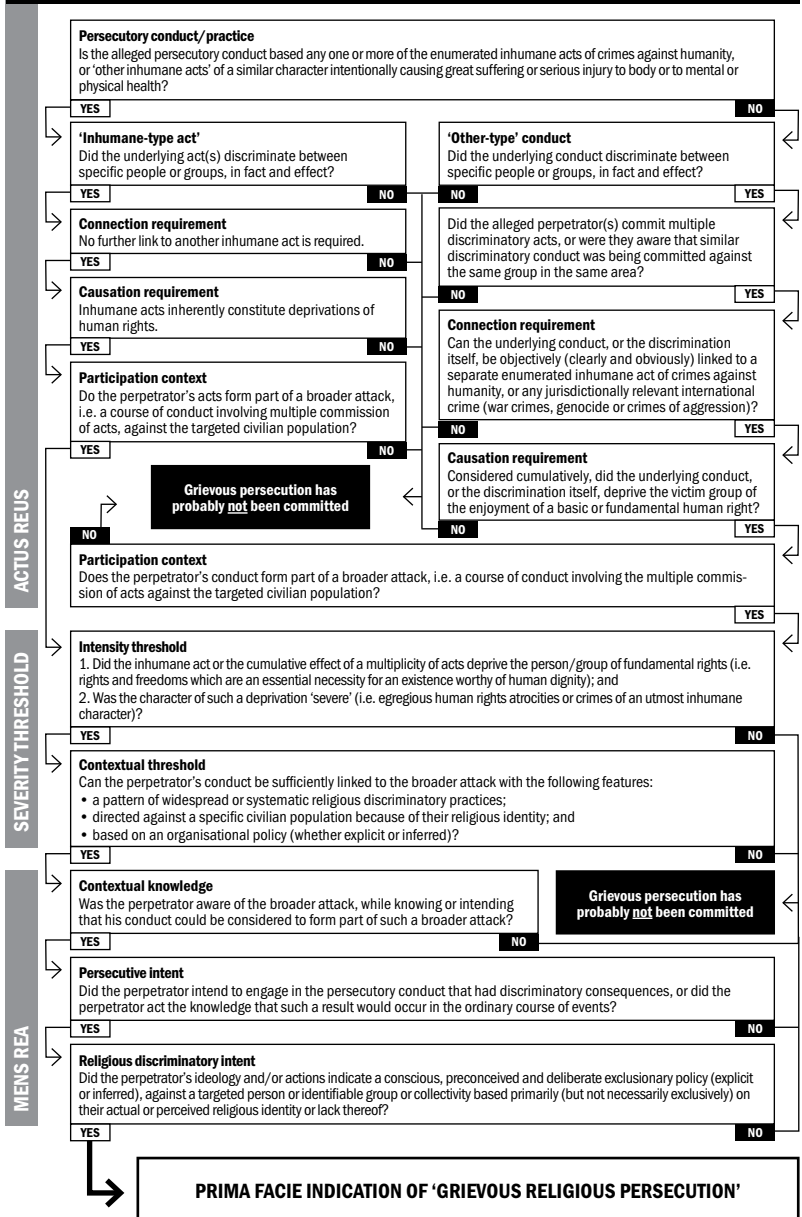 Persecutory conduct/practice
Is the alleged persecutory conduct based any one or more of the enumerated inhumane acts of crimes against humanity,
or ‘other inhumane acts’ of a similar character intentionally causing great suffering or serious injury to body or to mental or
physical health?
YES
NO
‘Inhumane-type act’
Did the underlying act(s) discriminate between
specific people or groups, in fact and effect?
YES
NO
Connection requirement
No further link to another inhumane act is required.
YES
NO
Causation requirement
Inhumane acts inherently constitute deprivations of
human rights.
YES
NO
Participation context
Do the perpetrator’s acts form part of a broader attack,
i.e. a course of conduct involving multiple commission
of acts, against the targeted civilian population?
YES
NO
‘Other-type’ conduct
Did the underlying conduct discriminate between
specific people or groups, in fact and effect?
NO
YES
Did the alleged perpetrator(s) commit multiple
discriminatory acts, or were they aware that similar
discriminatory conduct was being committed against
the same group in the same area?
NO
YES
Connection requirement
Can the underlying conduct, or the discrimination
itself, be objectively (clearly and obviously) linked to a
separate enumerated inhumane act of crimes against
humanity, or any jurisdictionally relevant international
crime (war crimes, genocide or crimes of aggression)?
NO
YES
Causation requirement
Considered cumulatively, did the underlying conduct,
or the discrimination itself, deprive the victim group of
the enjoyment of a basic or fundamental human right?
NO
YES
Grievous persecution has
probably not been committed
NO
Participation context
Does the perpetrator’s conduct form part of a broader attack, i.e. a course of conduct involving the multiple commis-
sion of acts against the targeted civilian population?
YES
ACTUS REUS
Intensity threshold
1. Did the inhumane act or the cumulative effect of a multiplicity of acts deprive the person/group of fundamental rights (i.e.
rights and freedoms which are an essential necessity for an existence worthy of human dignity); and
2. Was the character of such a deprivation ‘severe’ (i.e. egregious human rights atrocities or crimes of an utmost inhumane
character)?
YES
NO
Contextual threshold
Can the perpetrator’s conduct be sufficiently linked to the broader attack with the following features:
• a pattern of widespread or systematic religious discriminatory practices;
• directed against a specific civilian population because of their religious identity; and
• based on an organisational policy (whether explicit or inferred)?
YES
NO
SEVERITY THRESHOLD
Contextual knowledge
Was the perpetrator aware of the broader attack, while knowing or intending
that his conduct could be considered to form part of such a broader attack?
YES
NO
Grievous persecution has
probably not been committed
Persecutive intent
Did the perpetrator intend to engage in the persecutory conduct that had discriminatory consequences, or did the
perpetrator act the knowledge that such a result would occur in the ordinary course of events?
YES
NO
Religious discriminatory intent
Did the perpetrator’s ideology and/or actions indicate a conscious, preconceived and deliberate exclusionary policy (explicit
or inferred), against a targeted person or identifiable group or collectivity based primarily (but not necessarily exclusively) on
their actual or perceived religious identity or lack thereof?
YES
NO
MENS REA
PRIMA FACIE INDICATION OF ‘GRIEVOUS RELIGIOUS PERSECUTION’